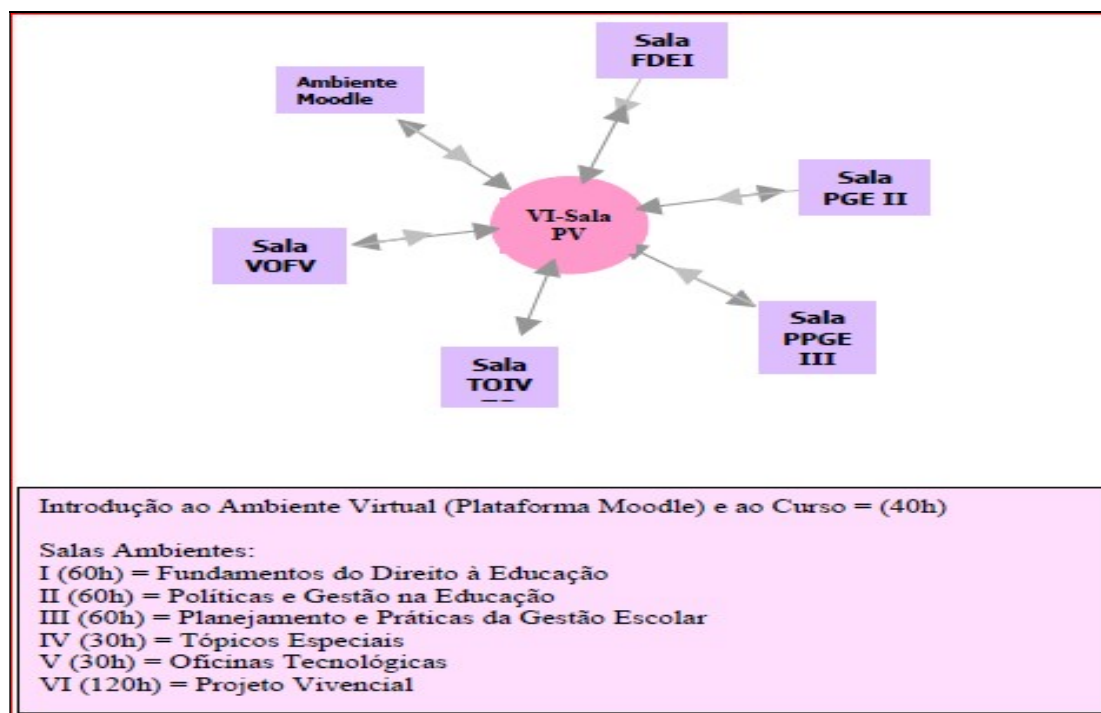 Sala
FDEI
Ambiente
Moodle
Sala
PGE II
VI-Sala
PV
Sala
VOFV
Sala
PPGE
III
Sala
TOIV
Introdução ao Ambiente Virtual (Plataforma Moodle) e ao Curso = (40h)
Salas Ambientes:
I (60h) = Fundamentos do Direito à Educação
II (60h) = Políticas e Gestão na Educação
III (60h) = Planejamento e Práticas da Gestão Escolar
IV (30h) = Tópicos Especiais
V (30h) = Oficinas Tecnológicas
VI (120h) = Projeto Vivencial